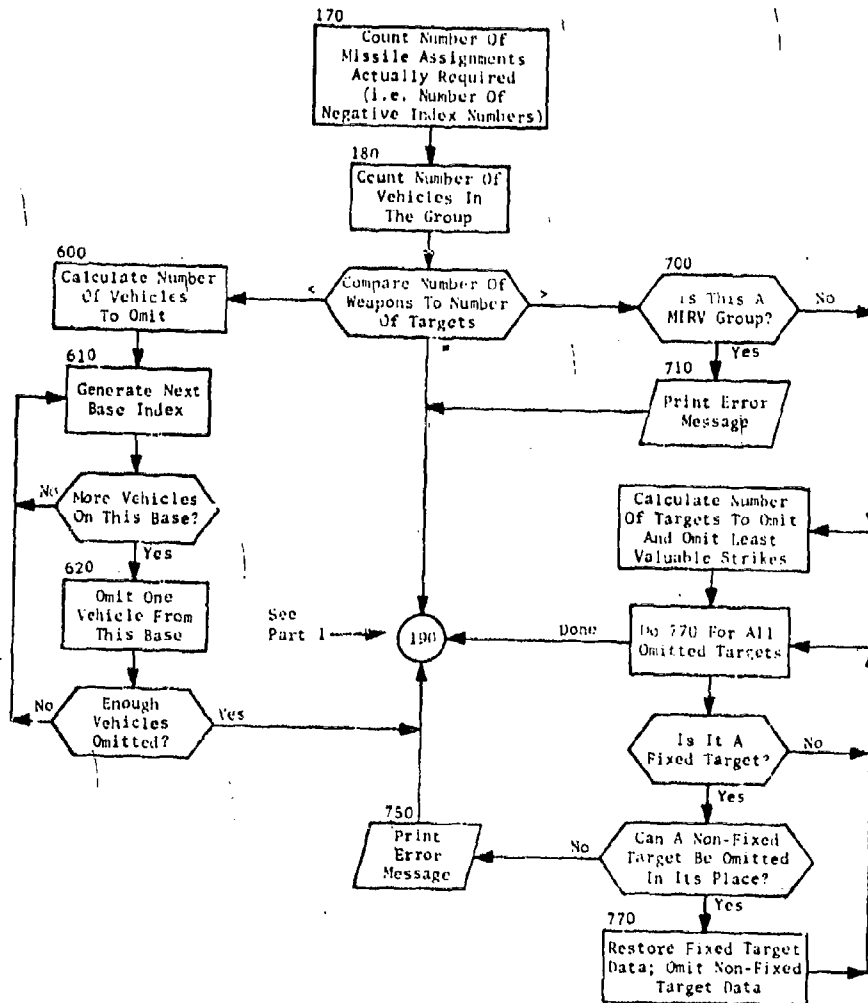 170
Count Number Of
Missile Assignments
Actually Required
(i.e. Number Of
Negative Index Numbers)
180
Count Number Of
Vehicles In
The Group
600
Calculate Number
Of Vehicles
To Omit
<
Compare Number Of
Weapons To Number
Of Targets
>
=
700
Is This A
MIRV Group?
No
Yes
610
Generate Next
Base Index
710
Print Error
Message
No
More Vehicles
On This Base?
Yes
Calculate Number
Of Targets To Omit
And Omit Least
Valuable Strikes
620
Omit One
Vehicle From
This Base
See
Part 1
190
Done
Do 770 For All
Omitted Targets
No
Enough
Vehicles
Omitted?
Yes
Is It A
Fixed Target?
No
Yes
750
Print
Error
Message
No
Can A Non-Fixed
Target Be Omitted
In Its Place?
Yes
770
Restore Fixed Target
Data; Omit Non-Fixed
Target Data